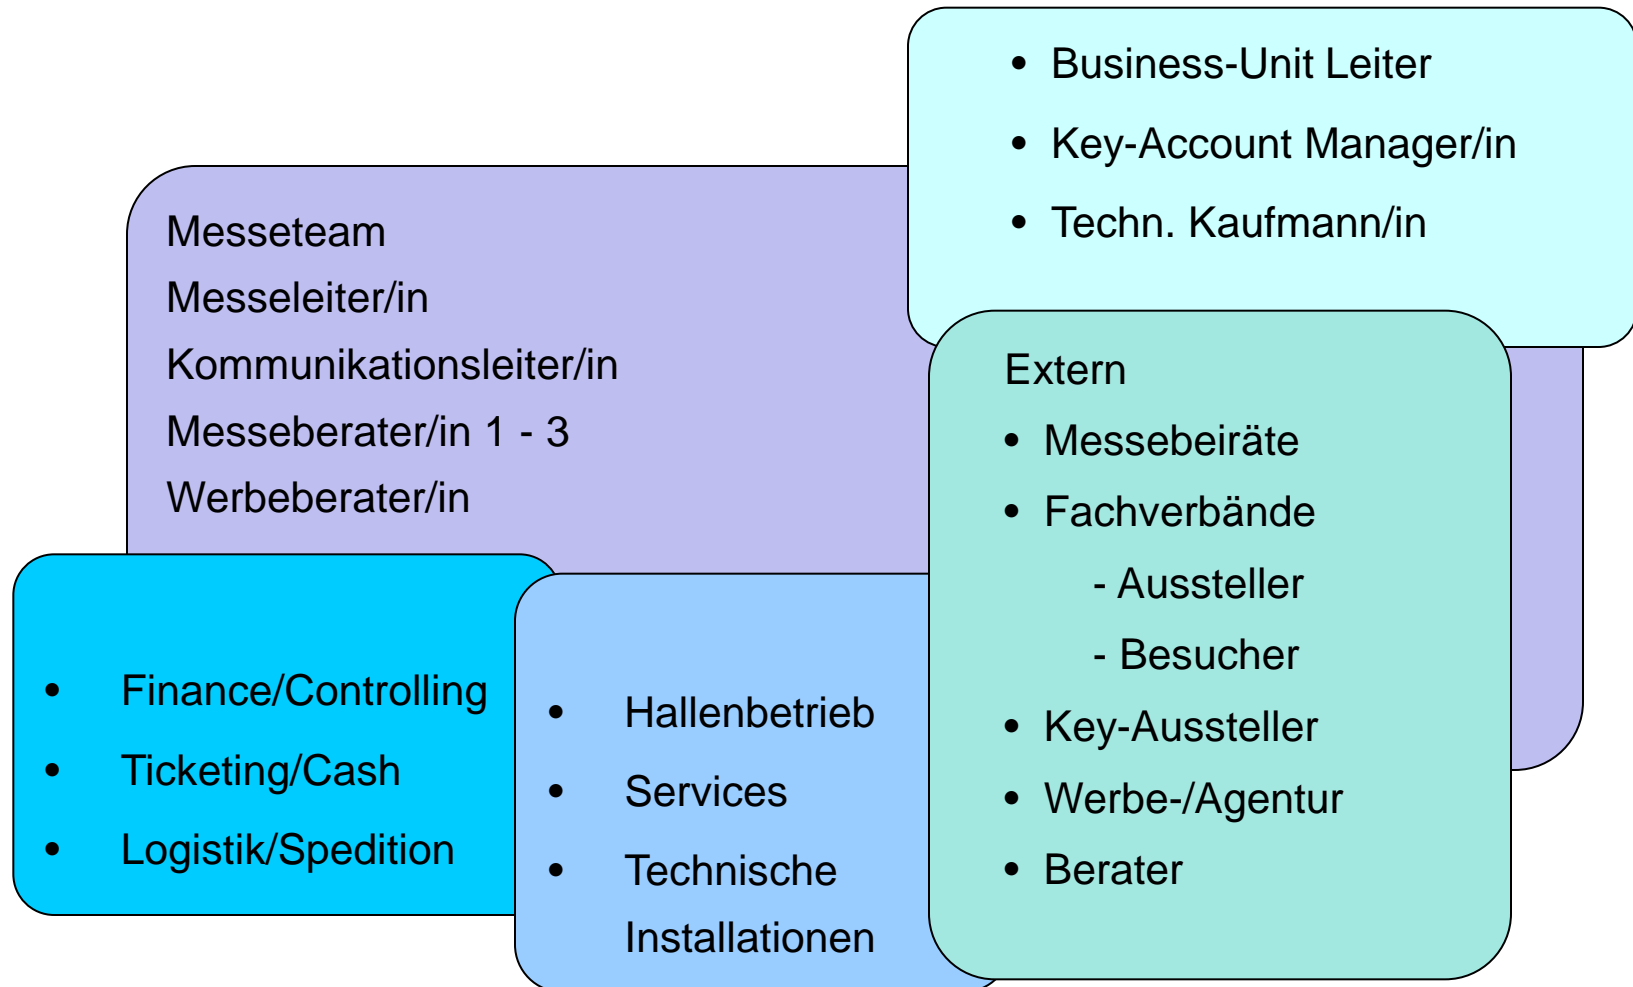 • Business-Unit Leiter
• Key-Account Manager/in
• Techn. Kaufmann/in
Messeteam
Messeleiter/in
Kommunikationsleiter/in
Messeberater/in 1 - 3
Werbeberater/in
Extern
• Messebeiräte
• Fachverbände
- Aussteller
- Besucher
• Key-Aussteller
• Werbe-/Agentur
• Berater
• Finance/Controlling
• Ticketing/Cash
• Logistik/Spedition
• Hallenbetrieb
• Services
• Technische
Installationen